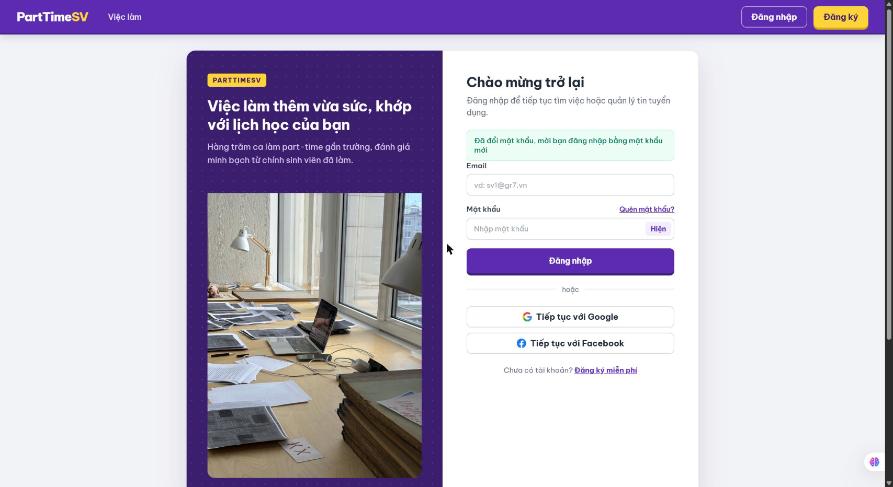 PartTimeSV
Việc làm
Đăng nhập
Đăng ký
PARTTIMESV
Việc làm thêm vừa sức, khớp
với lịch học của bạn
Hàng trăm ca làm part-time gần trường, đánh giá
minh bạch từ chính sinh viên đã làm.
Chào mừng trở lại
Đăng nhập để tiếp tục tìm việc hoặc quản lý tin tuyển
dụng.
Đã đổi mật khẩu, mời bạn đăng nhập bằng mật khẩu
mới
Email
vd: sv1@gr7.vn
Mật khẩu
Quên mật khẩu?
Nhập mật khẩu
Hiện
Đăng nhập
hoặc
Tiếp tục với Google
Tiếp tục với Facebook
Chưa có tài khoản? Đăng ký miễn phí